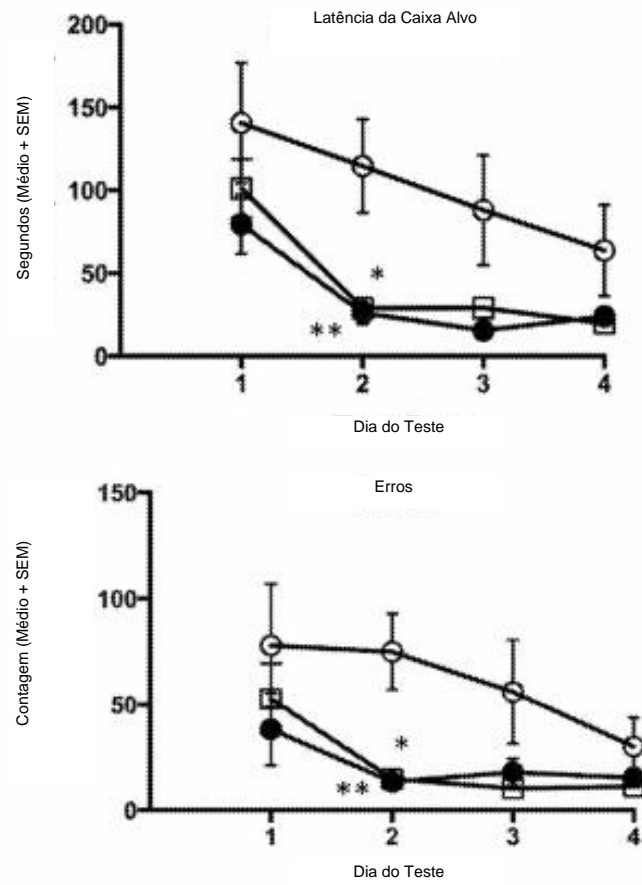 Latência da Caixa Alvo
Segundos (Médio + SEM)
200
150
100
50
0
*
**
1 2 3 4
Dia do Teste
Erros
Contagem (Médio + SEM)
150
100
50
0
*
**
1 2 3 4
Dia do Teste